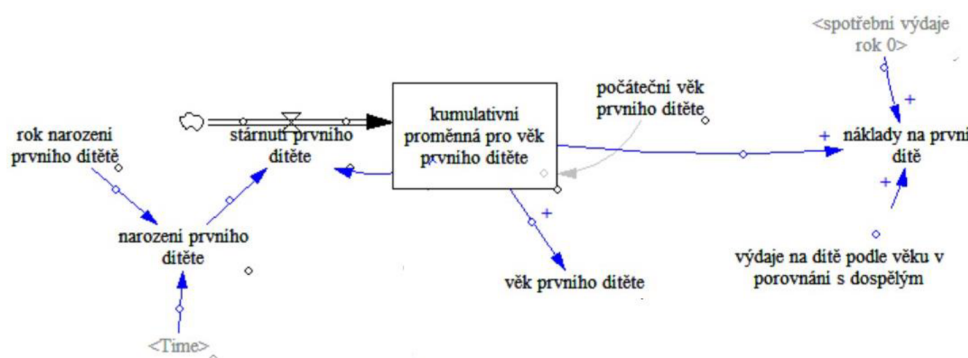 <spotřební výdaje
rok 0>
počáteční věk
prvního dítěte
kumulativní
proměnná pro věk
prvního dítěte
rok narození
prvního dítětě
stárnutí prvního
dítěte
náklady na první
dítě
narození prvního
dítěte
věk prvního dítěte
výdaje na dítě podle věku v
porovnání s dospělým
<Time>